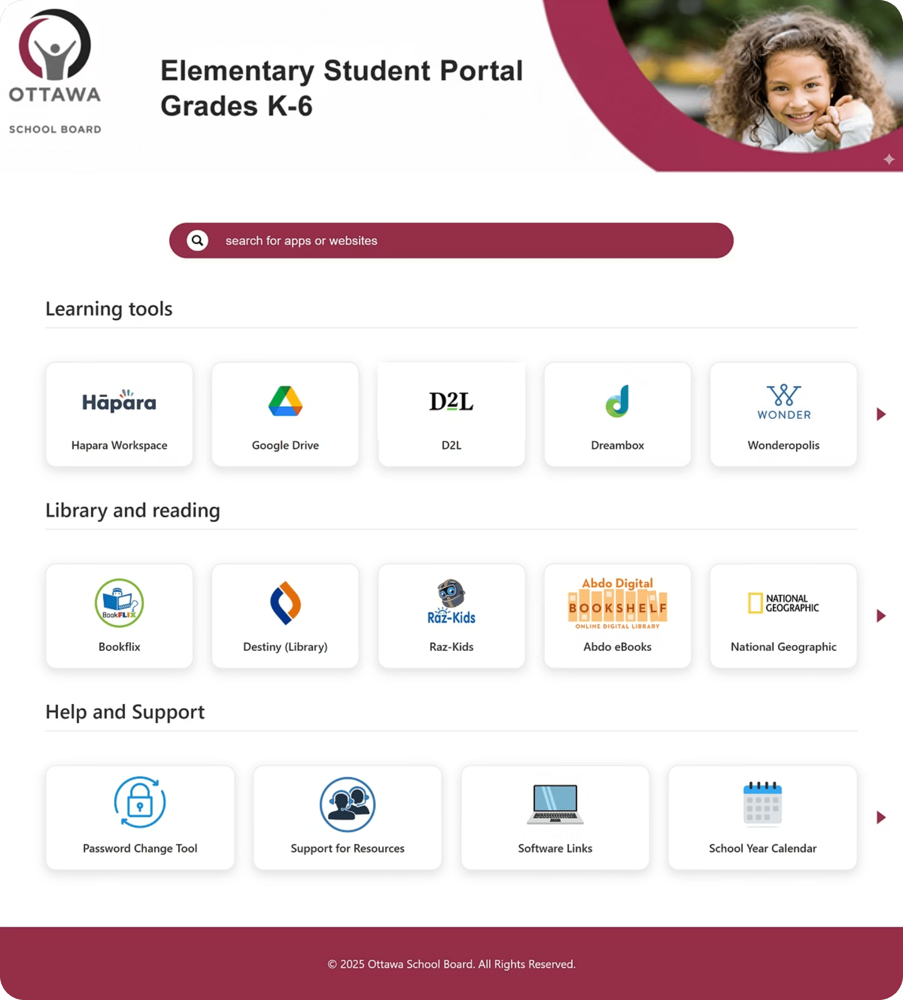 OTTAWA
SCHOOL BOARD
Elementary Student Portal
Grades K-6
search for apps or websites
Learning tools
Hāpara
Hapara Workspace
Google Drive
D2L
D2L
Dreambox
WONDER
Wonderopolis
Library and reading
BookFLIX
Bookflix
Destiny (Library)
Raz-Kids
Raz-Kids
Abdo Digital
BOOKSHELF
ONLINE DIGITAL LIBRARY
Abdo eBooks
NATIONAL
GEOGRAPHIC
National Geographic
Help and Support
Password Change Tool
Support for Resources
Software Links
School Year Calendar
© 2025 Ottawa School Board. All Rights Reserved.